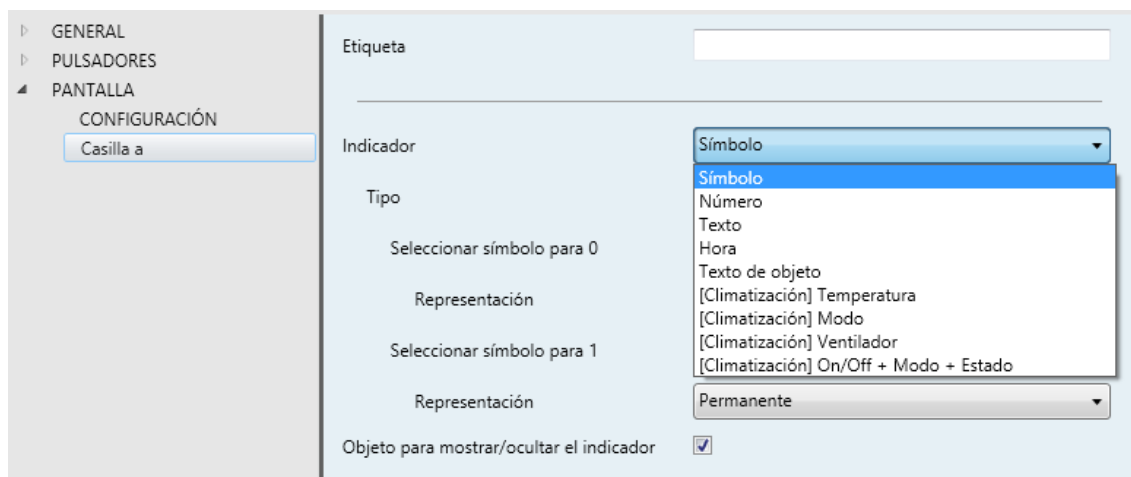 GENERAL
PULSADORES
PANTALLA
CONFIGURACIÓN
Casilla a
Etiqueta
Indicador
Símbolo
Símbolo
Número
Texto
Hora
Texto de objeto
[Climatización] Temperatura
[Climatización] Modo
[Climatización] Ventilador
[Climatización] On/Off + Modo + Estado
Tipo
Seleccionar símbolo para 0
Representación
Seleccionar símbolo para 1
Representación
Permanente
Objeto para mostrar/ocultar el indicador